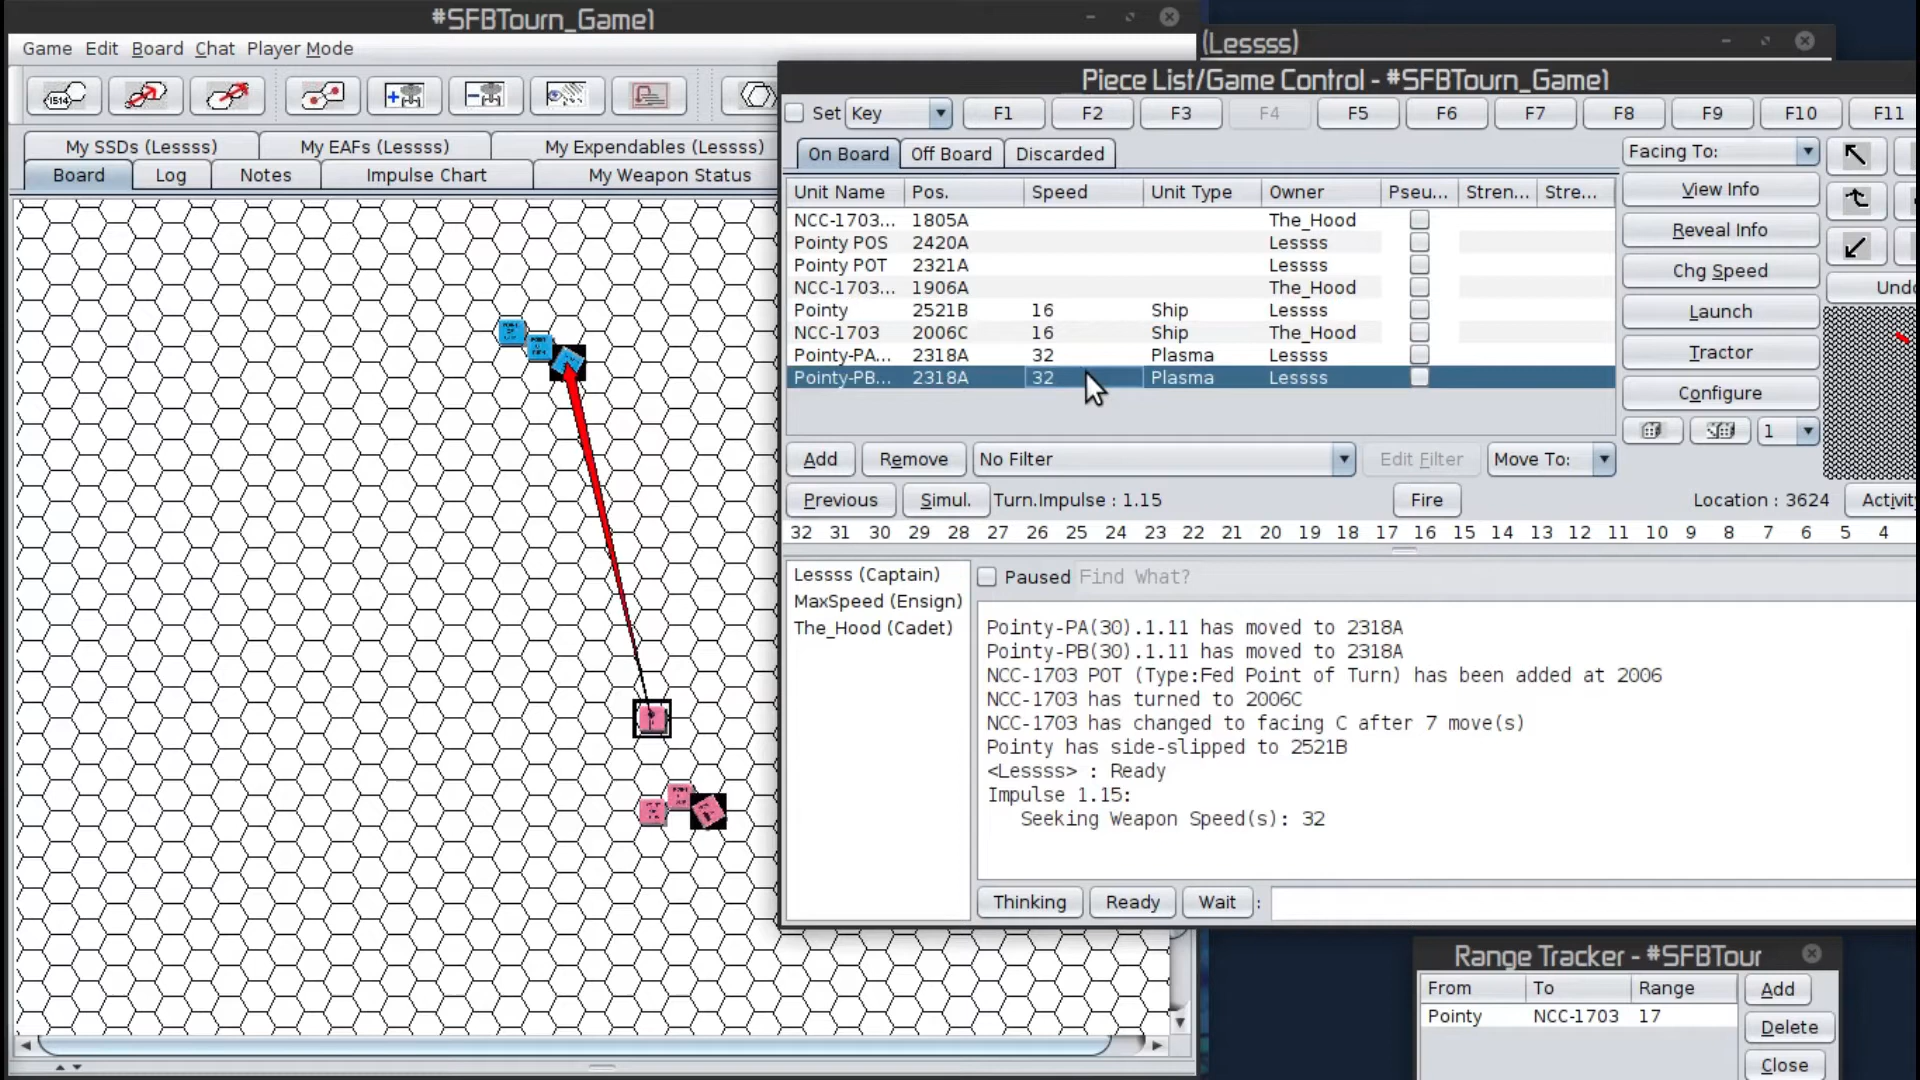 #SFBTourn_Game1
Game Edit Board Chat Player Mode
1514
My SSDs (Lessss) My EAFs (Lessss) My Expendables (Lessss)
Board Log Notes Impulse Chart My Weapon Status
(Lessss)
Piece List/Game Control - #SFBTourn_Game1
Set Key F1 F2 F3 F4 F5 F6 F7 F8 F9 F10 F11
On Board Off Board Discarded
Unit Name Pos. Speed Unit Type Owner Pseu... Stren... Stre...
NCC-1703... 1805A The_Hood
Pointy POS 2420A Lessss
Pointy POT 2321A Lessss
NCC-1703... 1906A The_Hood
Pointy 2521B 16 Ship Lessss
NCC-1703 2006C 16 Ship The_Hood
Pointy-PA... 2318A 32 Plasma Lessss
Pointy-PB... 2318A 32 Plasma Lessss
Facing To:
View Info
Reveal Info
Chg Speed
Launch
Tractor
Configure
1
Undo
Add Remove No Filter Edit Filter Move To:
Previous Simul. Turn.Impulse : 1.15 Fire Location : 3624 Activity
32 31 30 29 28 27 26 25 24 23 22 21 20 19 18 17 16 15 14 13 12 11 10 9 8 7 6 5 4
Lessss (Captain)
MaxSpeed (Ensign)
The_Hood (Cadet)
Paused Find What?
Pointy-PA(30).1.11 has moved to 2318A
Pointy-PB(30).1.11 has moved to 2318A
NCC-1703 POT (Type:Fed Point of Turn) has been added at 2006
NCC-1703 has turned to 2006C
NCC-1703 has changed to facing C after 7 move(s)
Pointy has side-slipped to 2521B
<Lessss> : Ready
Impulse 1.15:
Seeking Weapon Speed(s): 32
Thinking Ready Wait :
Range Tracker - #SFBTour
From To Range
Pointy NCC-1703 17
Add
Delete
Close